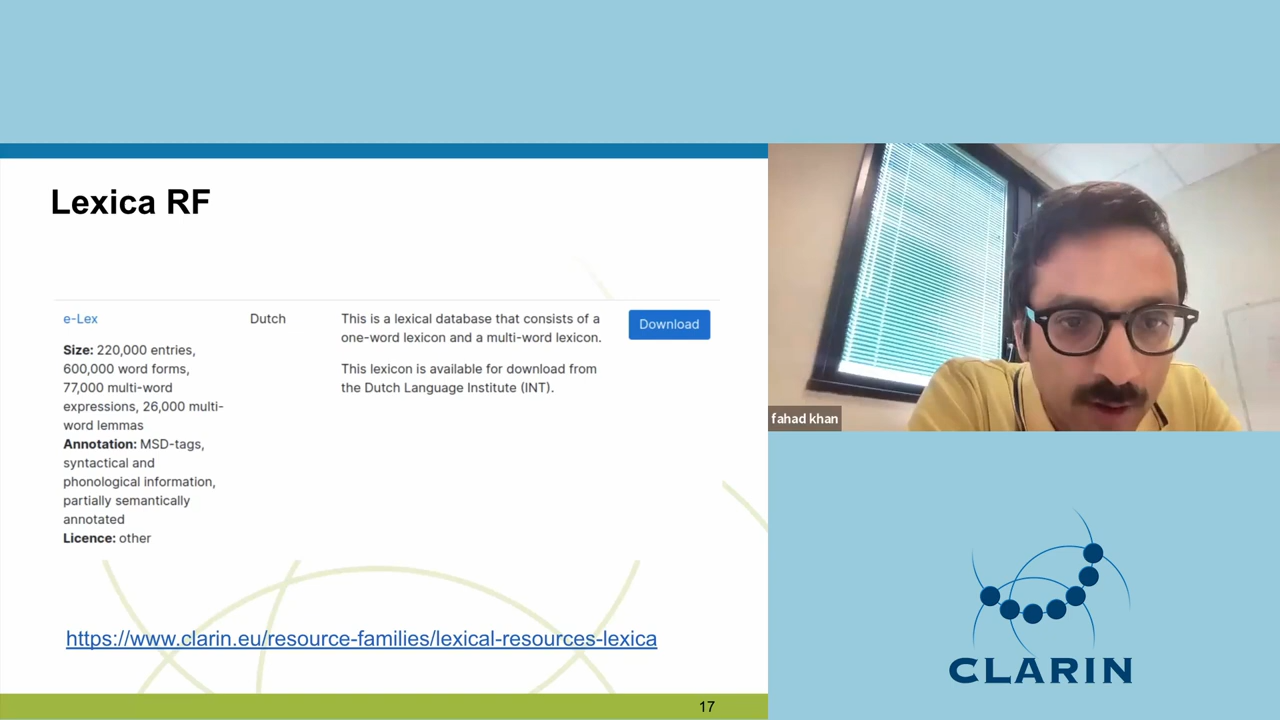 Lexica RF
e-Lex
Size: 220,000 entries,
600,000 word forms,
77,000 multi-word
expressions, 26,000 multi-
word lemmas
Annotation: MSD-tags,
syntactical and
phonological information,
partially semantically
annotated
Licence: other
Dutch
This is a lexical database that consists of a
one-word lexicon and a multi-word lexicon.
This lexicon is available for download from
the Dutch Language Institute (INT).
Download
https://www.clarin.eu/resource-families/lexical-resources-lexica
17
fahad khan
CLARIN